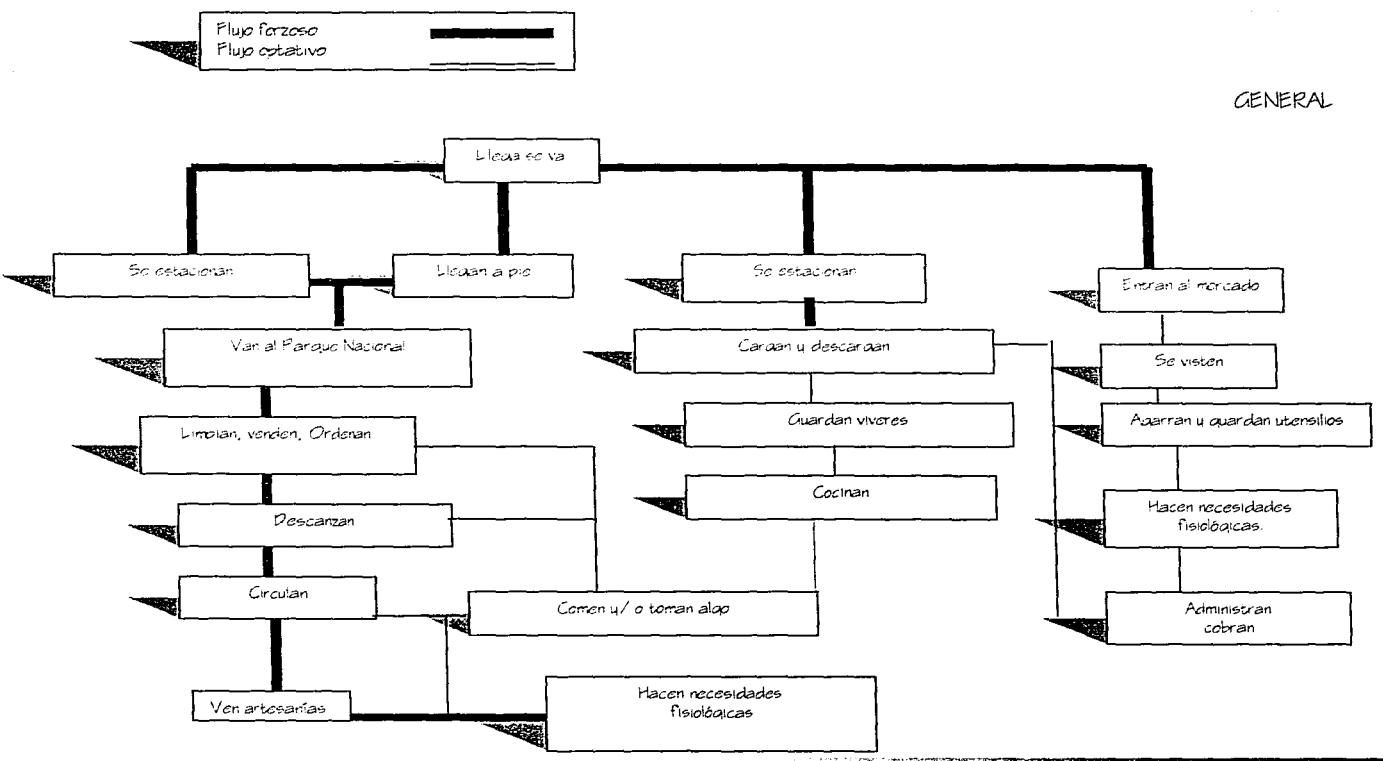 Flujo forzoso
Flujo optativo
GENERAL
Llega se va
Se estacionan
Llegan a pie
Se estacionan
Entran al mercado
Van al Parque Nacional
Cargan y descargan
Se visten
Limpian, venden, Ordenan
Guardan viveres
Agarran y guardan utensilios
Descanzan
Cocinan
Hacen necesidades
fisiológicas.
Circulan
Comen y/ o toman algo
Administran
cobran
Ven artesanías
Hacen necesidades
fisiológicas